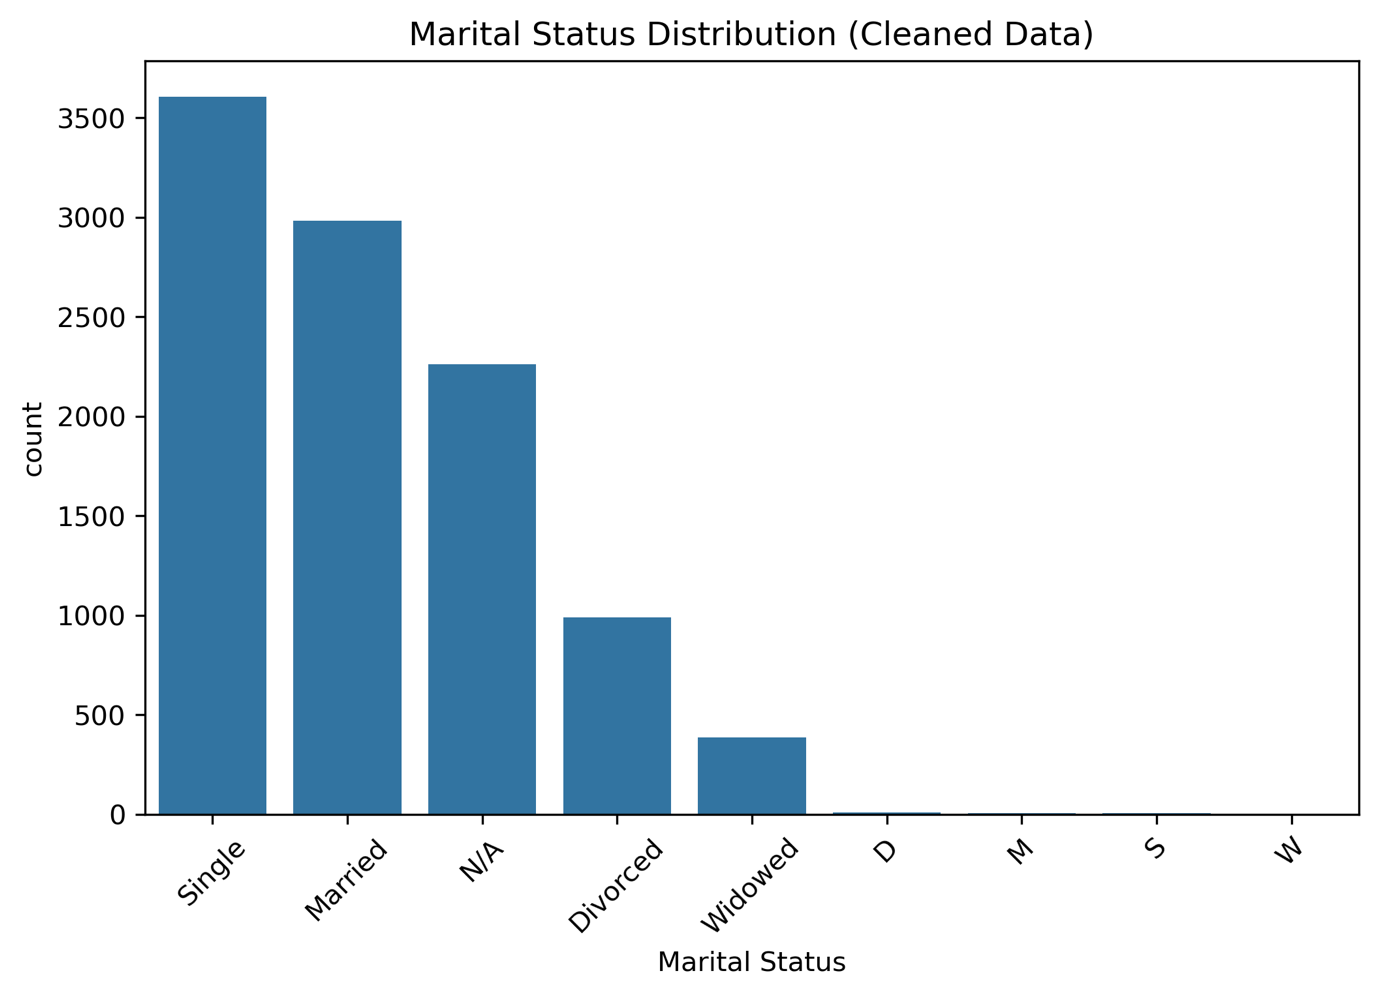 Marital Status Distribution (Cleaned Data)
3500
3000
2500
2000
1500
1000
500
0
count
Single
Married
N/A
Divorced
Widowed
D
M
S
W
Marital Status